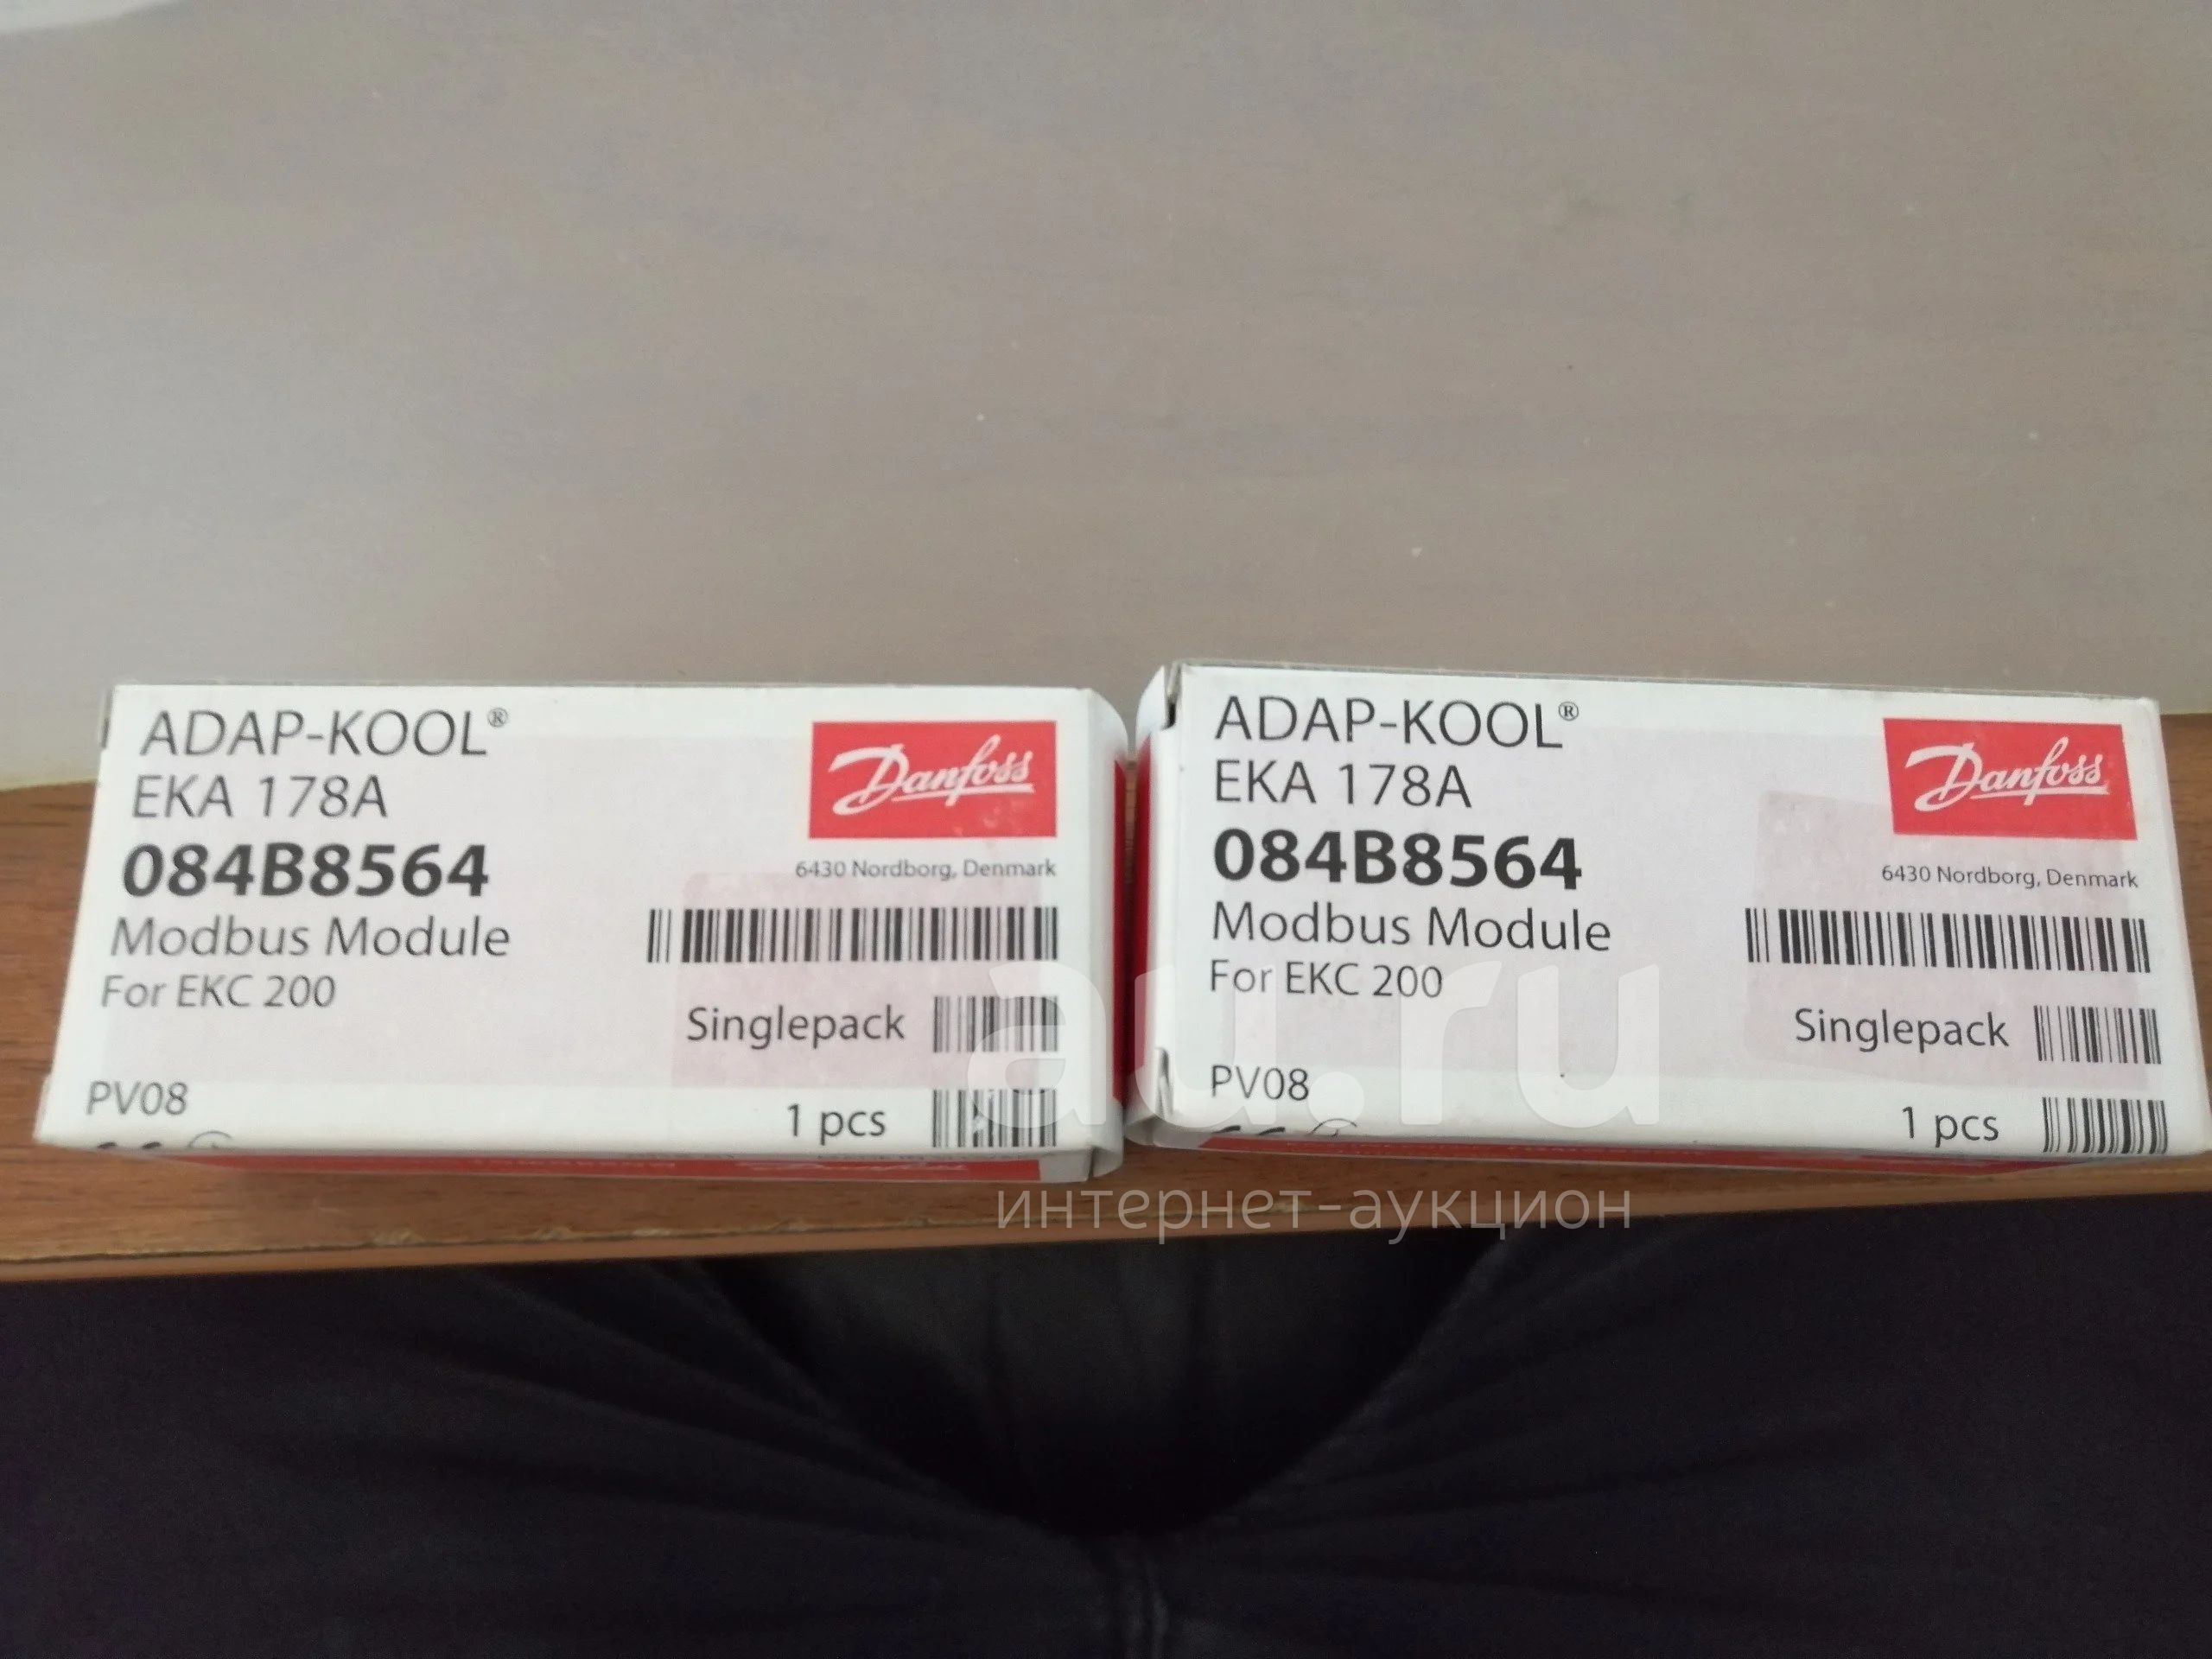 ADAP-KOOL®
EKA 178A
084B8564
Modbus Module
For EKC 200
PV08
Danfoss
6430 Nordborg, Denmark
Singlepack
1 pcs
ADAP-KOOL®
EKA 178A
084B8564
Modbus Module
For EKC 200
PV08
Danfoss
6430 Nordborg, Denmark
Singlepack
1 pcs
au.ru
интернет-аукцион